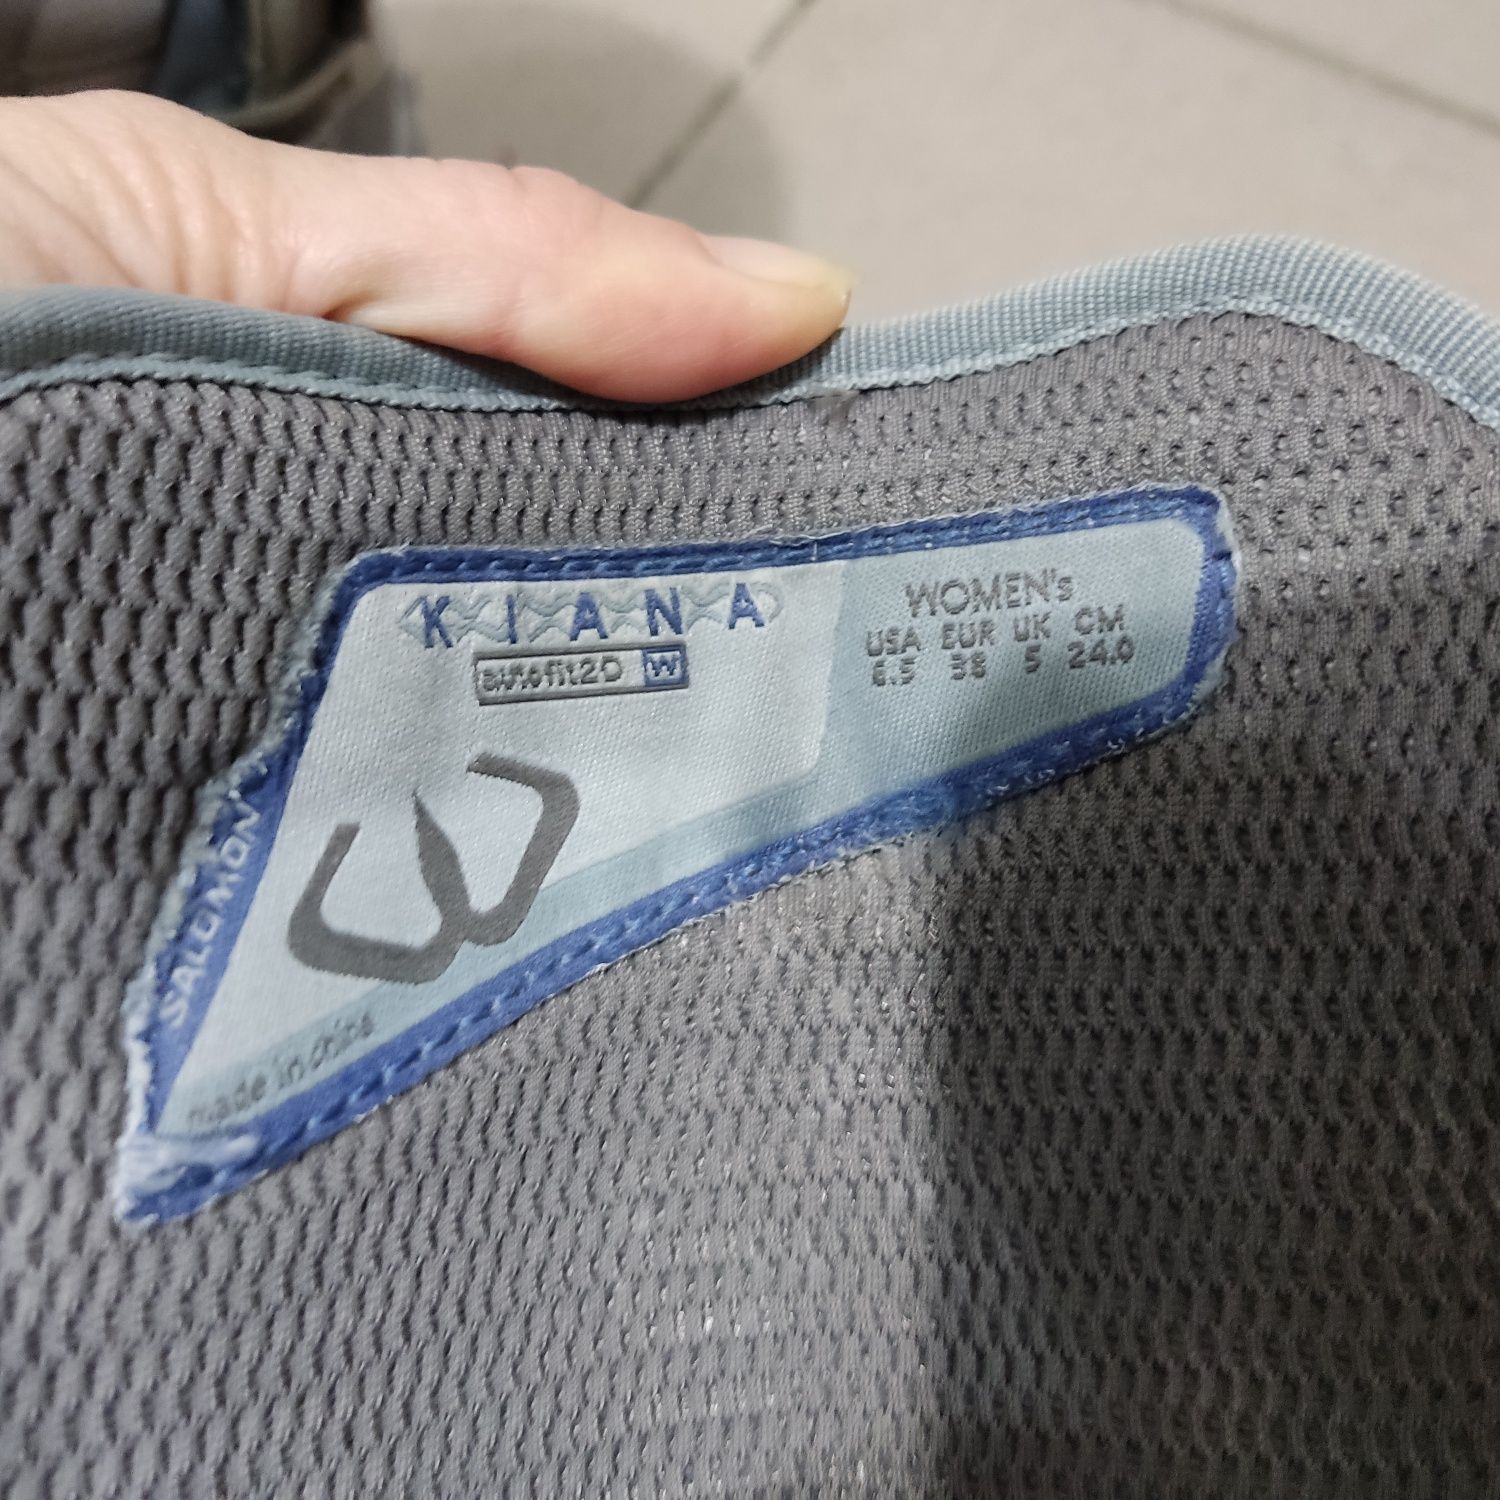 KIANA
autofit2D W
WOMEN's
USA EUR UK CM
6.5 38 5 24.0
SALOMON
made in china